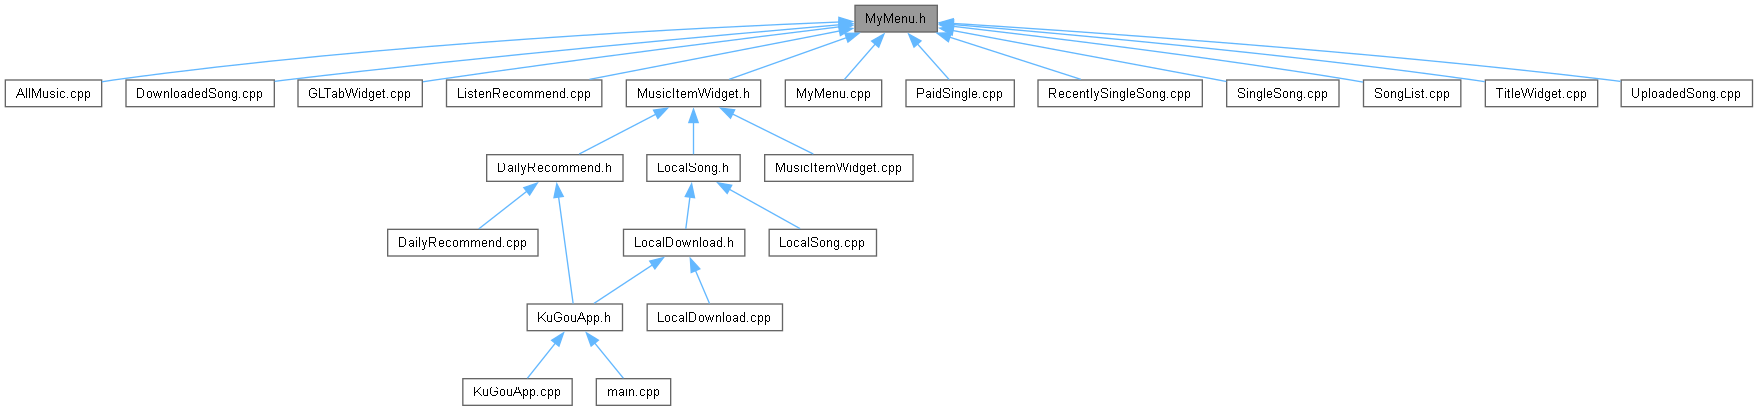 MyMenu.h
AllMusic.cpp
DownloadedSong.cpp
GLTabWidget.cpp
ListenRecommend.cpp
MusicItemWidget.h
MyMenu.cpp
PaidSingle.cpp
RecentlySingleSong.cpp
SingleSong.cpp
SongList.cpp
TitleWidget.cpp
UploadedSong.cpp
DailyRecommend.h
LocalSong.h
MusicItemWidget.cpp
DailyRecommend.cpp
LocalDownload.h
LocalSong.cpp
KuGouApp.h
LocalDownload.cpp
KuGouApp.cpp
main.cpp